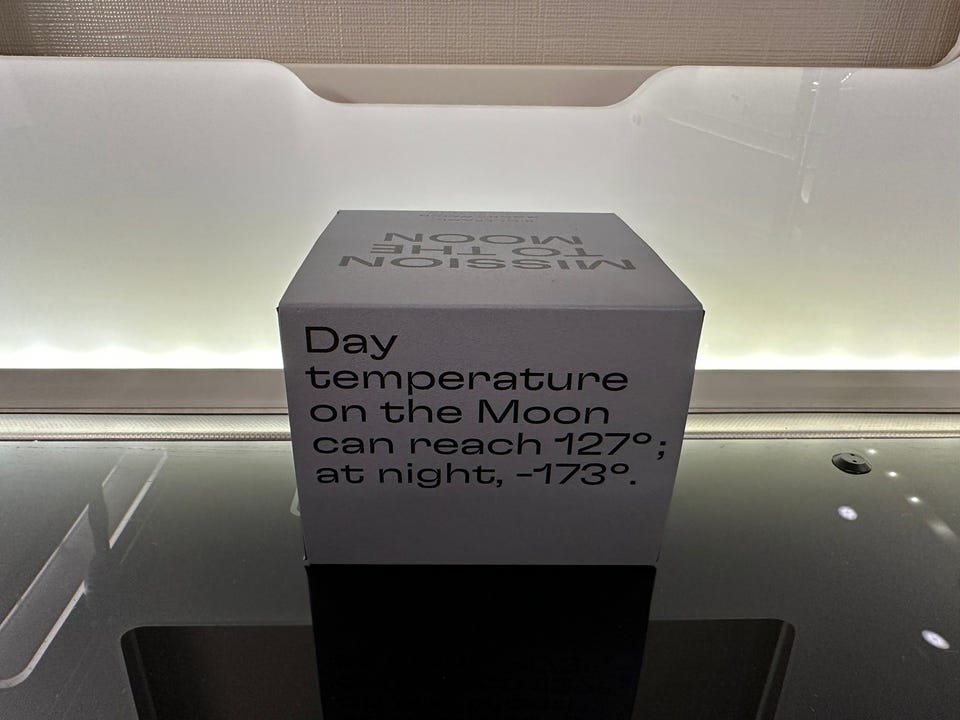 MISSION
TO THE
MOON
Day
temperature
on the Moon
can reach 127°;
at night, -173°.